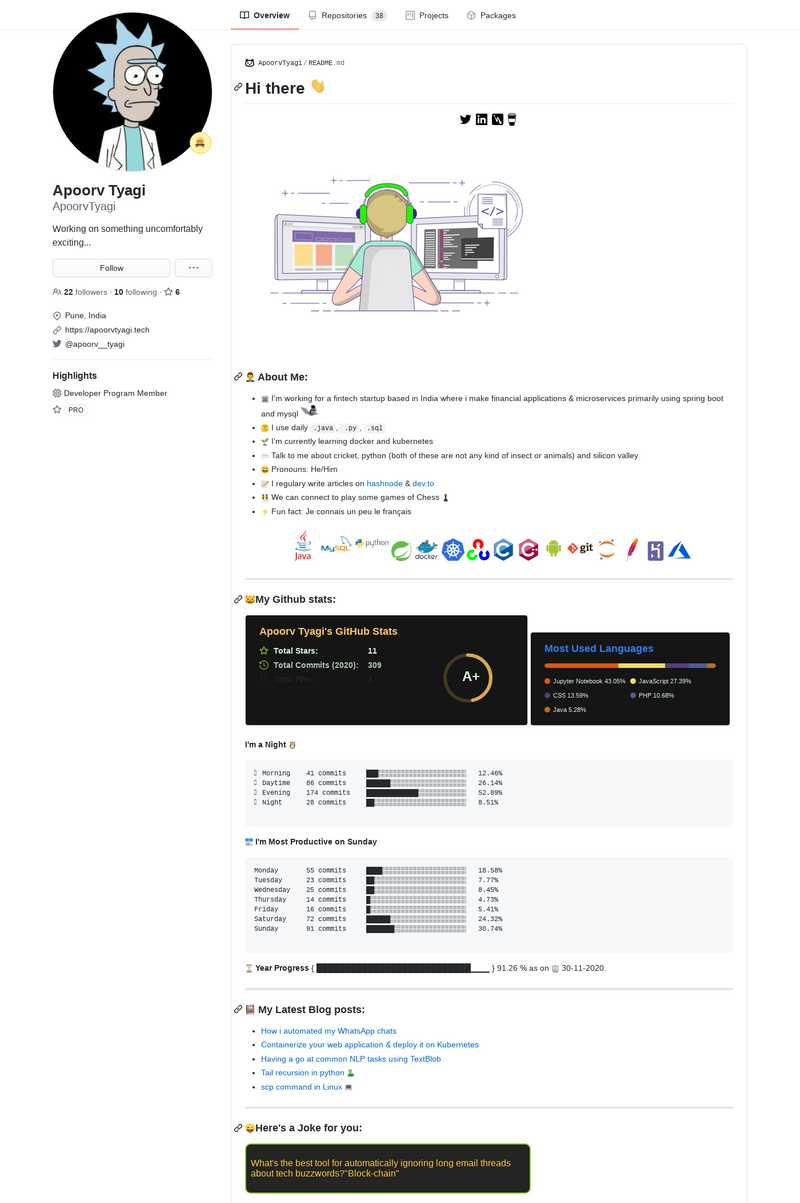 Overview
Repositories 38
Projects
Packages
Apoorv Tyagi
ApoorvTyagi
Working on something uncomfortably
exciting...
Follow
22 followers · 10 following · 6
Pune, India
https://apoorvtyagi.tech
@apoorv__tyagi
Highlights
Developer Program Member
PRO
ApoorvTyagi / README.md
Hi there 👋
</>
About Me:
I'm working for a fintech startup based in India where i make financial applications & microservices primarily using spring boot
and mysql
I use daily .java , .py , .sql
I'm currently learning docker and kubernetes
Talk to me about cricket, python (both of these are not any kind of insect or animals) and silicon valley
Pronouns: He/Him
I regulary write articles on hashnode & dev.to
We can connect to play some games of Chess
Fun fact: Je connais un peu le français
Java MySQL python docker C C++ git
My Github stats:
Apoorv Tyagi's GitHub Stats
Total Stars: 11
Total Commits (2020): 309
A+
Most Used Languages
Jupyter Notebook 43.05% JavaScript 27.39%
CSS 13.59% PHP 10.68%
Java 5.28%
I'm a Night
Morning 41 commits 12.46%
Daytime 86 commits 26.14%
Evening 174 commits 52.89%
Night 28 commits 8.51%
I'm Most Productive on Sunday
Monday 55 commits 18.58%
Tuesday 23 commits 7.77%
Wednesday 25 commits 8.45%
Thursday 14 commits 4.73%
Friday 16 commits 5.41%
Saturday 72 commits 24.32%
Sunday 91 commits 30.74%
Year Progress { } 91.26 % as on 30-11-2020.
My Latest Blog posts:
How i automated my WhatsApp chats
Containerize your web application & deploy it on Kubernetes
Having a go at common NLP tasks using TextBlob
Tail recursion in python
scp command in Linux
Here's a Joke for you:
What's the best tool for automatically ignoring long email threads
about tech buzzwords?"Block-chain"